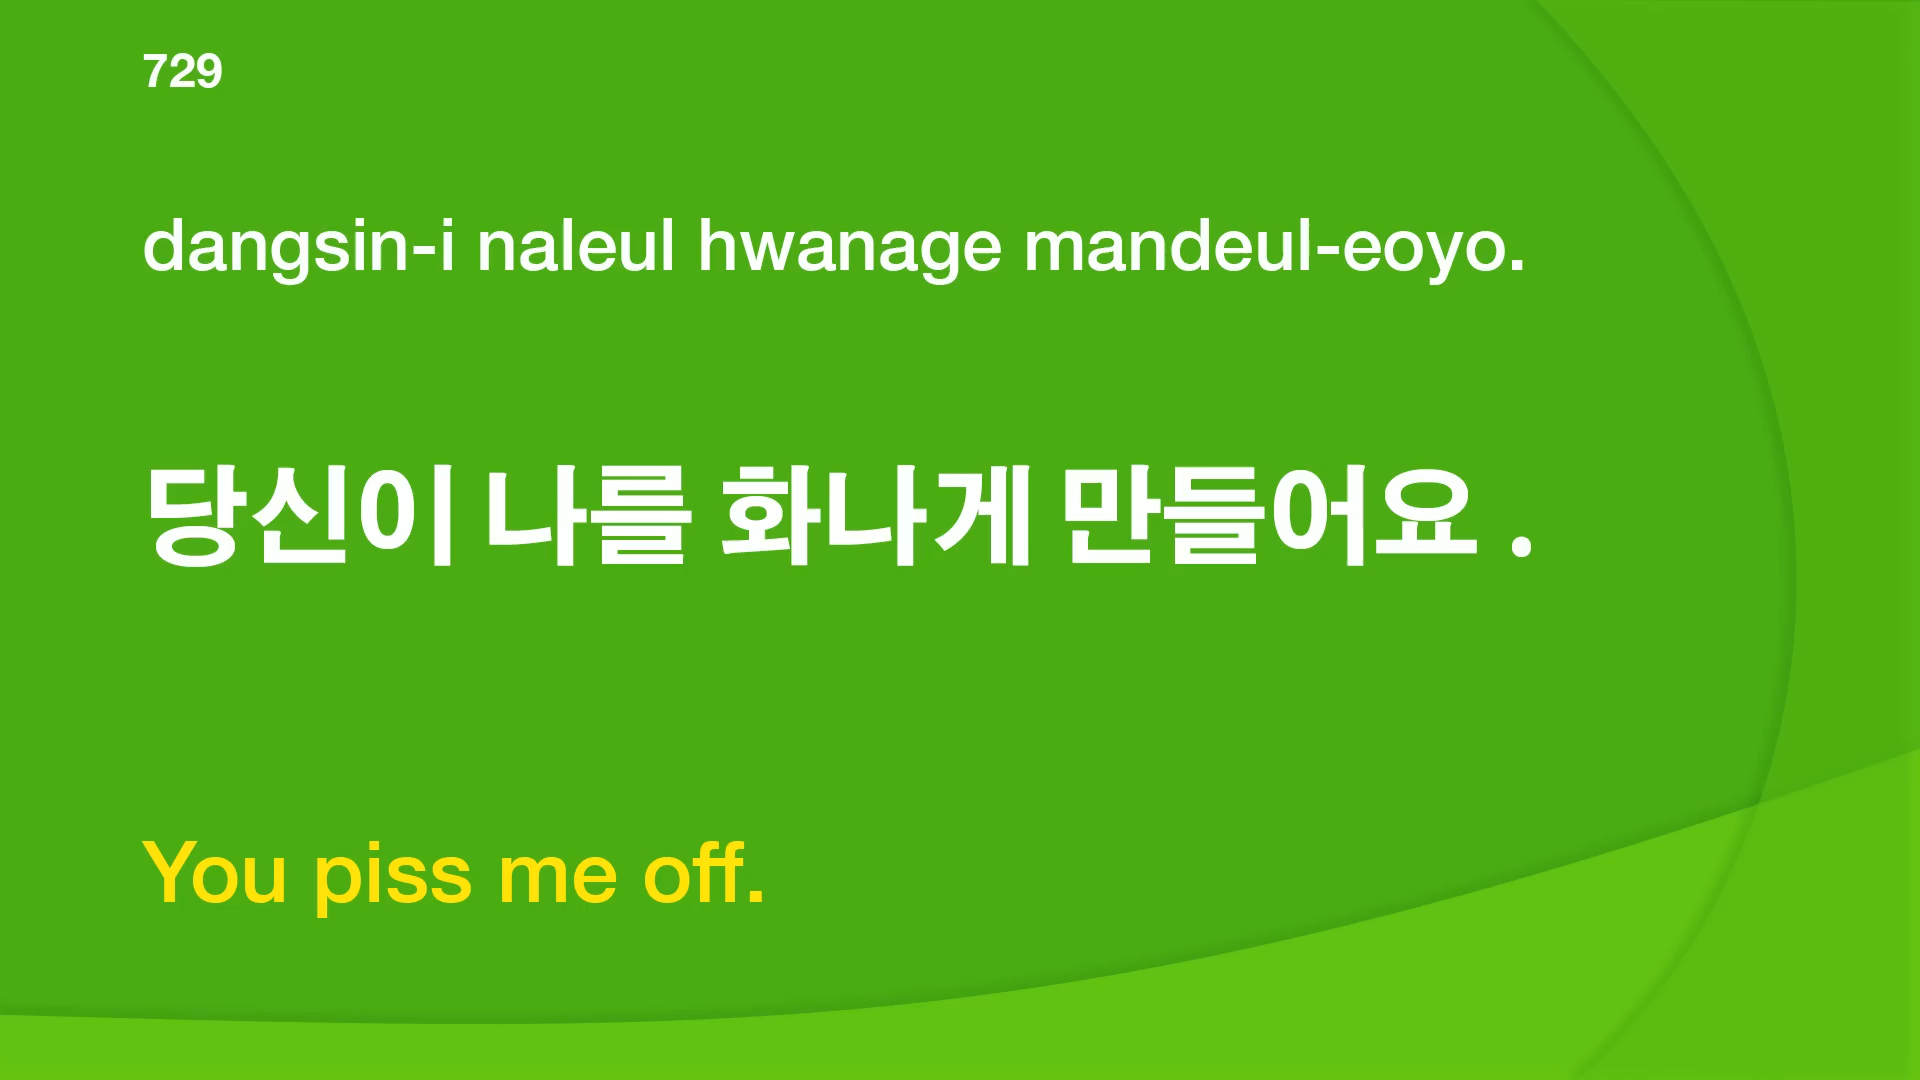 729
dangsin-i naleul hwanage mandeul-eoyo.
당신이 나를 화나게 만들어요 .
You piss me off.